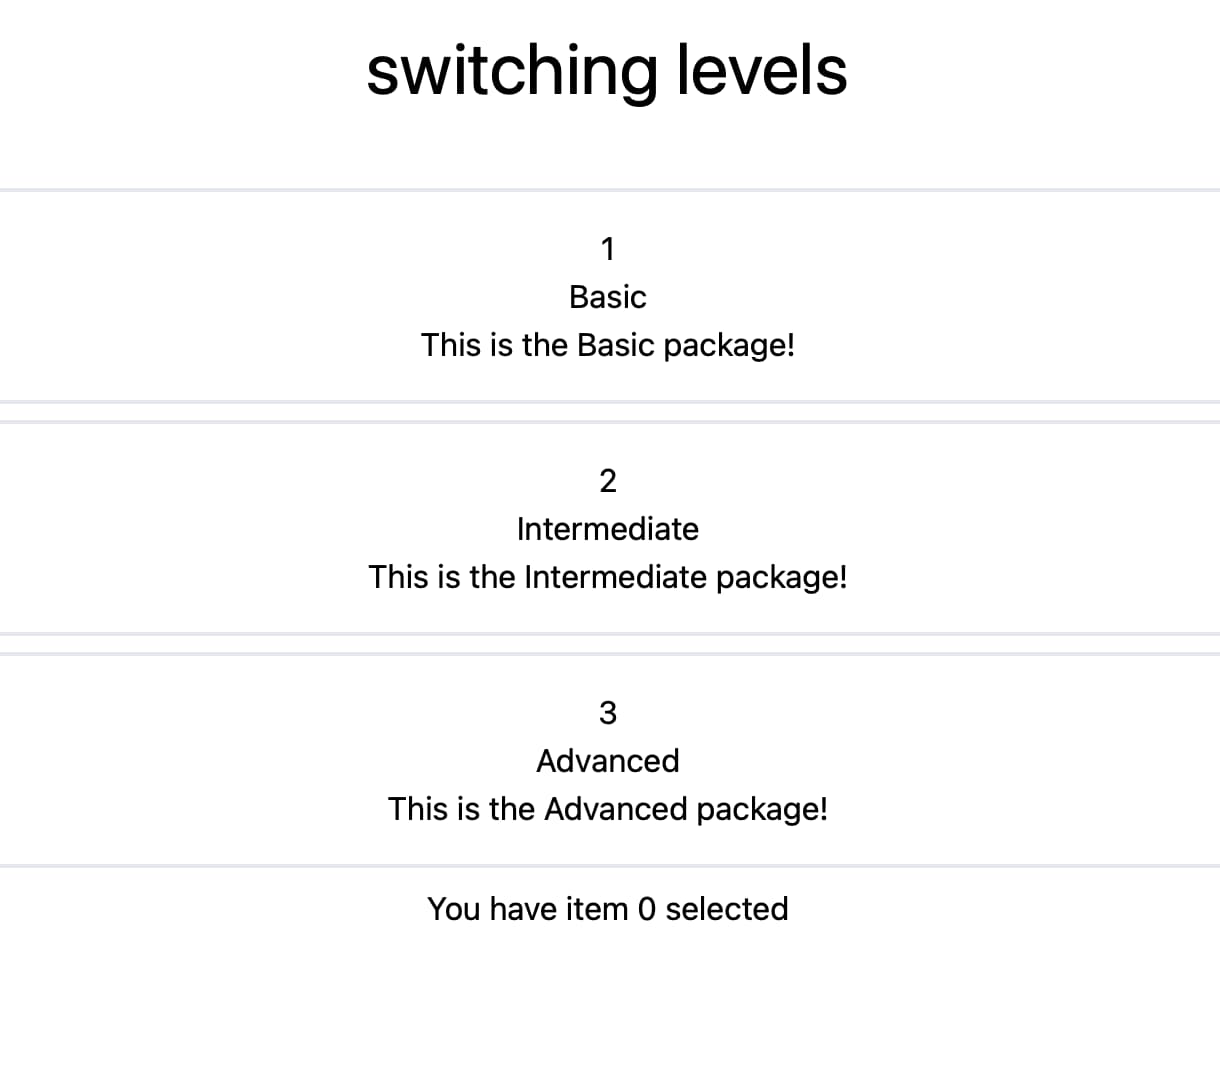 switching levels
1
Basic
This is the Basic package!
2
Intermediate
This is the Intermediate package!
3
Advanced
This is the Advanced package!
You have item 0 selected